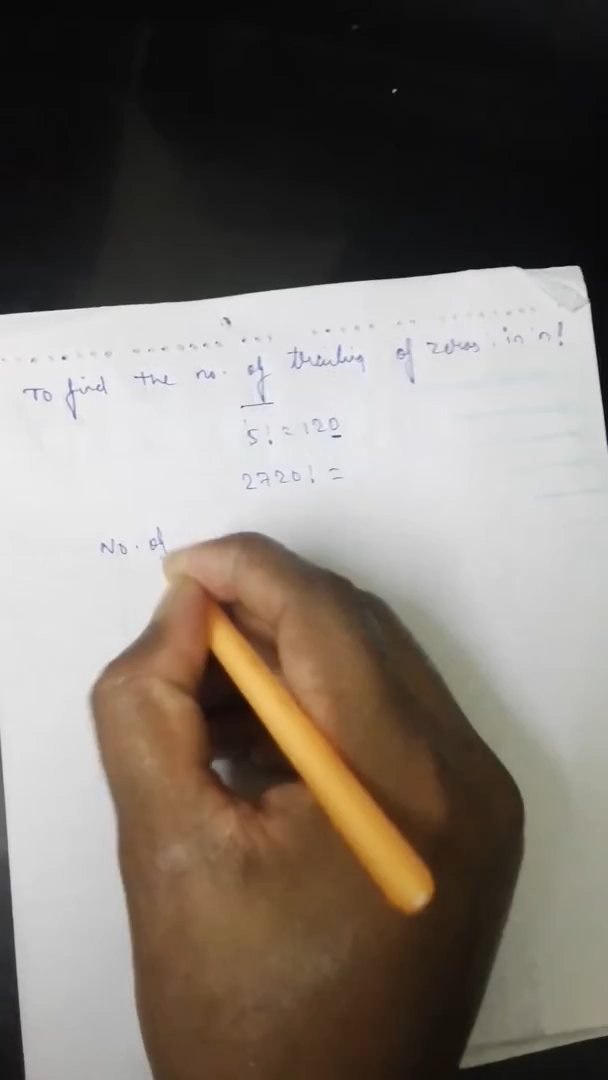 To find the no. of trailing of zeros in n!
5! = 120
2720! =
No. of